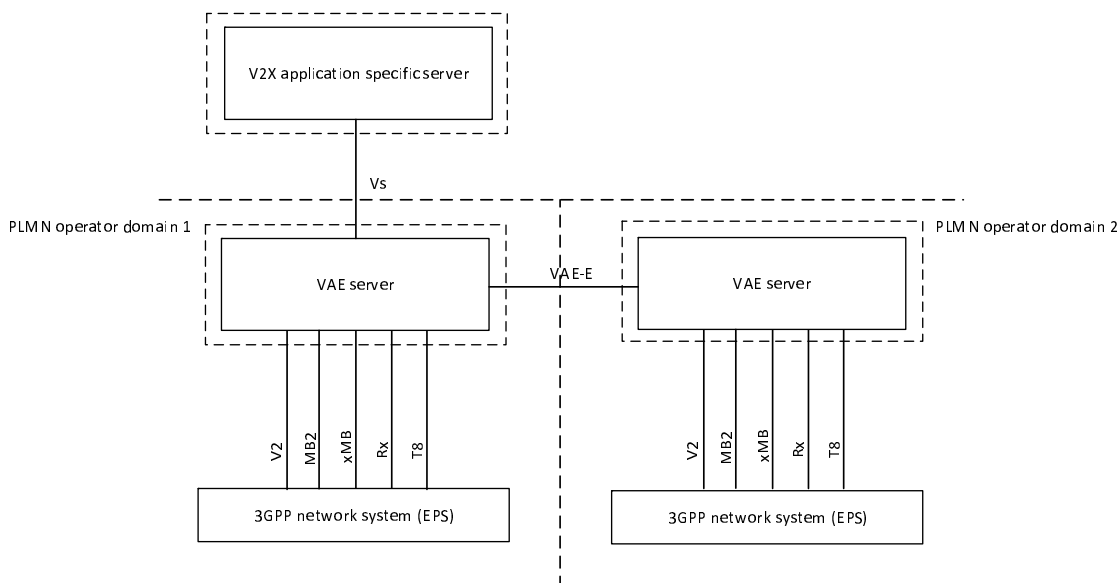 V2X application specific server
Vs
PLMN operator domain 1
PLMN operator domain 2
VAE server
VAE-E
VAE server
V2
MB2
xMB
Rx
T8
V2
MB2
xMB
Rx
T8
3GPP network system (EPS)
3GPP network system (EPS)